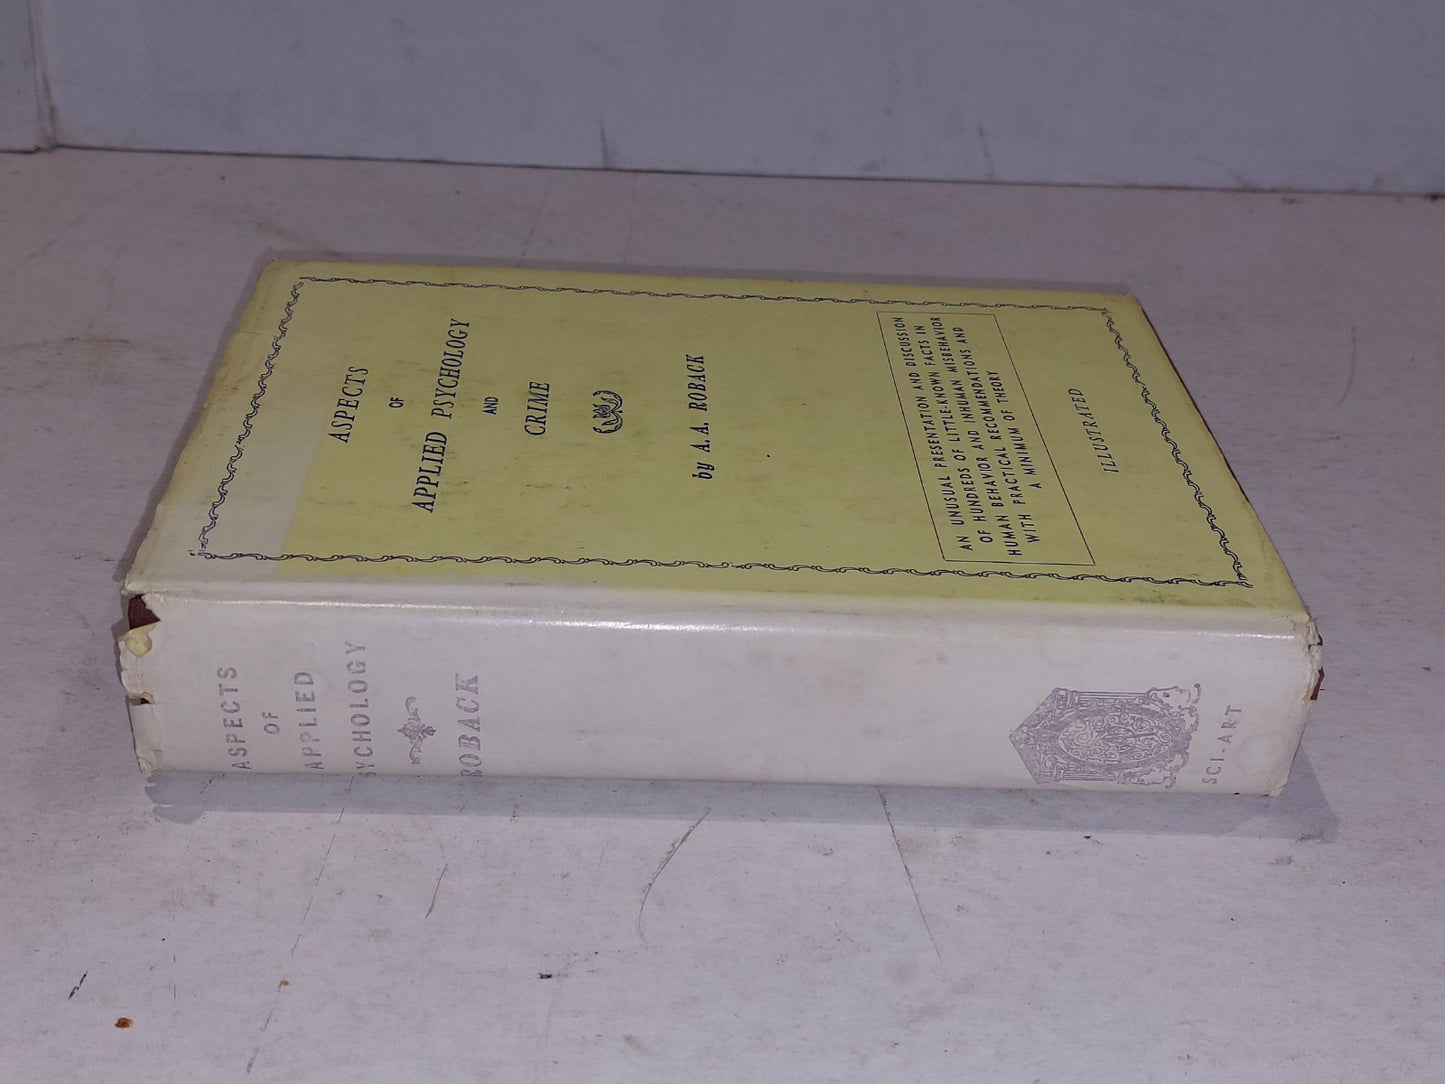 ASPECTS
OF
APPLIED PSYCHOLOGY
AND
CRIME
by A. A. ROBACK
AN UNUSUAL PRESENTATION AND DISCUSSION
OF HUNDREDS OF LITTLE-KNOWN FACTS IN
HUMAN BEHAVIOR AND INHUMAN MISBEHAVIOR
WITH PRACTICAL RECOMMENDATIONS AND
A MINIMUM OF THEORY
ILLUSTRATED
ASPECTS
OF
APPLIED
PSYCHOLOGY
ROBACK
SCI-ART